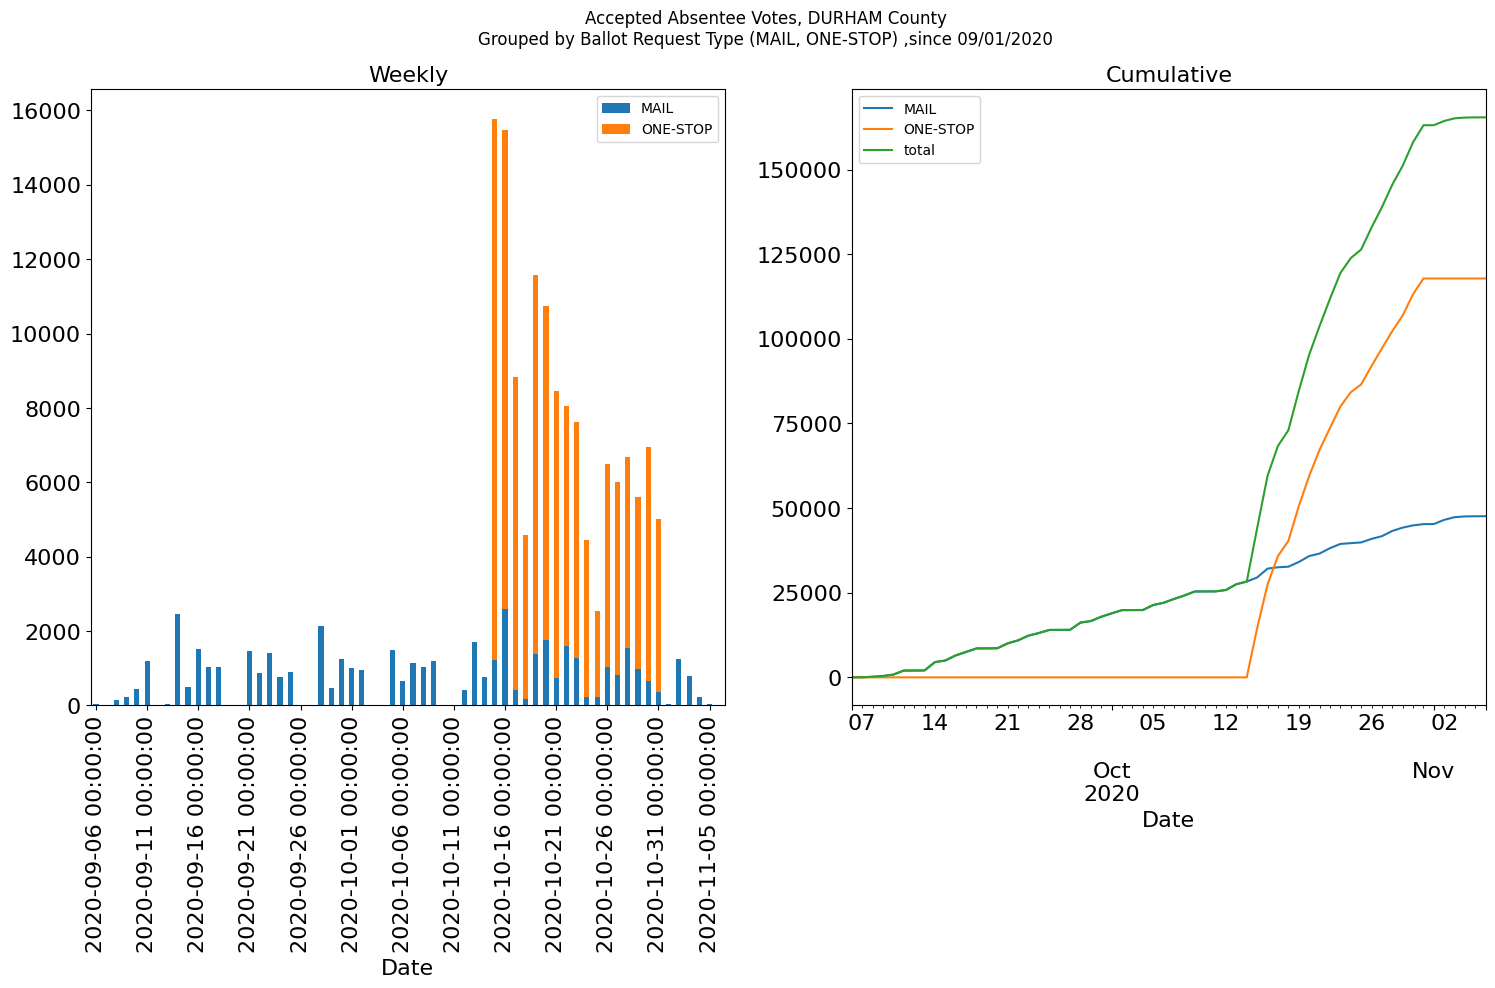 Accepted Absentee Votes, DURHAM County
Grouped by Ballot Request Type (MAIL, ONE-STOP) ,since 09/01/2020
Weekly
MAIL
ONE-STOP
16000
14000
12000
10000
8000
6000
4000
2000
0
2020-09-06 00:00:00
2020-09-11 00:00:00
2020-09-16 00:00:00
2020-09-21 00:00:00
2020-09-26 00:00:00
2020-10-01 00:00:00
2020-10-06 00:00:00
2020-10-11 00:00:00
2020-10-16 00:00:00
2020-10-21 00:00:00
2020-10-26 00:00:00
2020-10-31 00:00:00
2020-11-05 00:00:00
Date
Cumulative
MAIL
ONE-STOP
total
150000
125000
100000
75000
50000
25000
0
07 14 21 28 05 12 19 26 02
Oct Nov
2020
Date